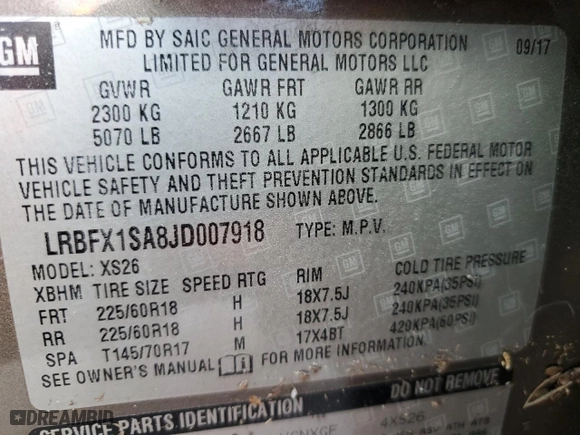 GM
MFD BY SAIC GENERAL MOTORS CORPORATION 09/17
LIMITED FOR GENERAL MOTORS LLC
GVWR GAWR FRT GAWR RR
2300 KG 1210 KG 1300 KG
5070 LB 2667 LB 2866 LB
THIS VEHICLE CONFORMS TO ALL APPLICABLE U.S. FEDERAL MOTOR
VEHICLE SAFETY AND THEFT PREVENTION STANDARDS IN EFFECT ON
THE DATE OF MANUFACTURE SHOWN ABOVE.
LRBFX1SA8JD007918 TYPE: M.P.V.
MODEL: XS26
XBHM TIRE SIZE SPEED RTG RIM COLD TIRE PRESSURE
FRT 225/60R18 H 18X7.5J 240KPA(35PSI)
RR 225/60R18 H 18X7.5J 240KPA(35PSI)
SPA T145/70R17 M 17X4BT 420KPA(60PSI)
SEE OWNER'S MANUAL FOR MORE INFORMATION
SERVICE PARTS IDENTIFICATION DO NOT REMOVE
4XS26
DREAMBID